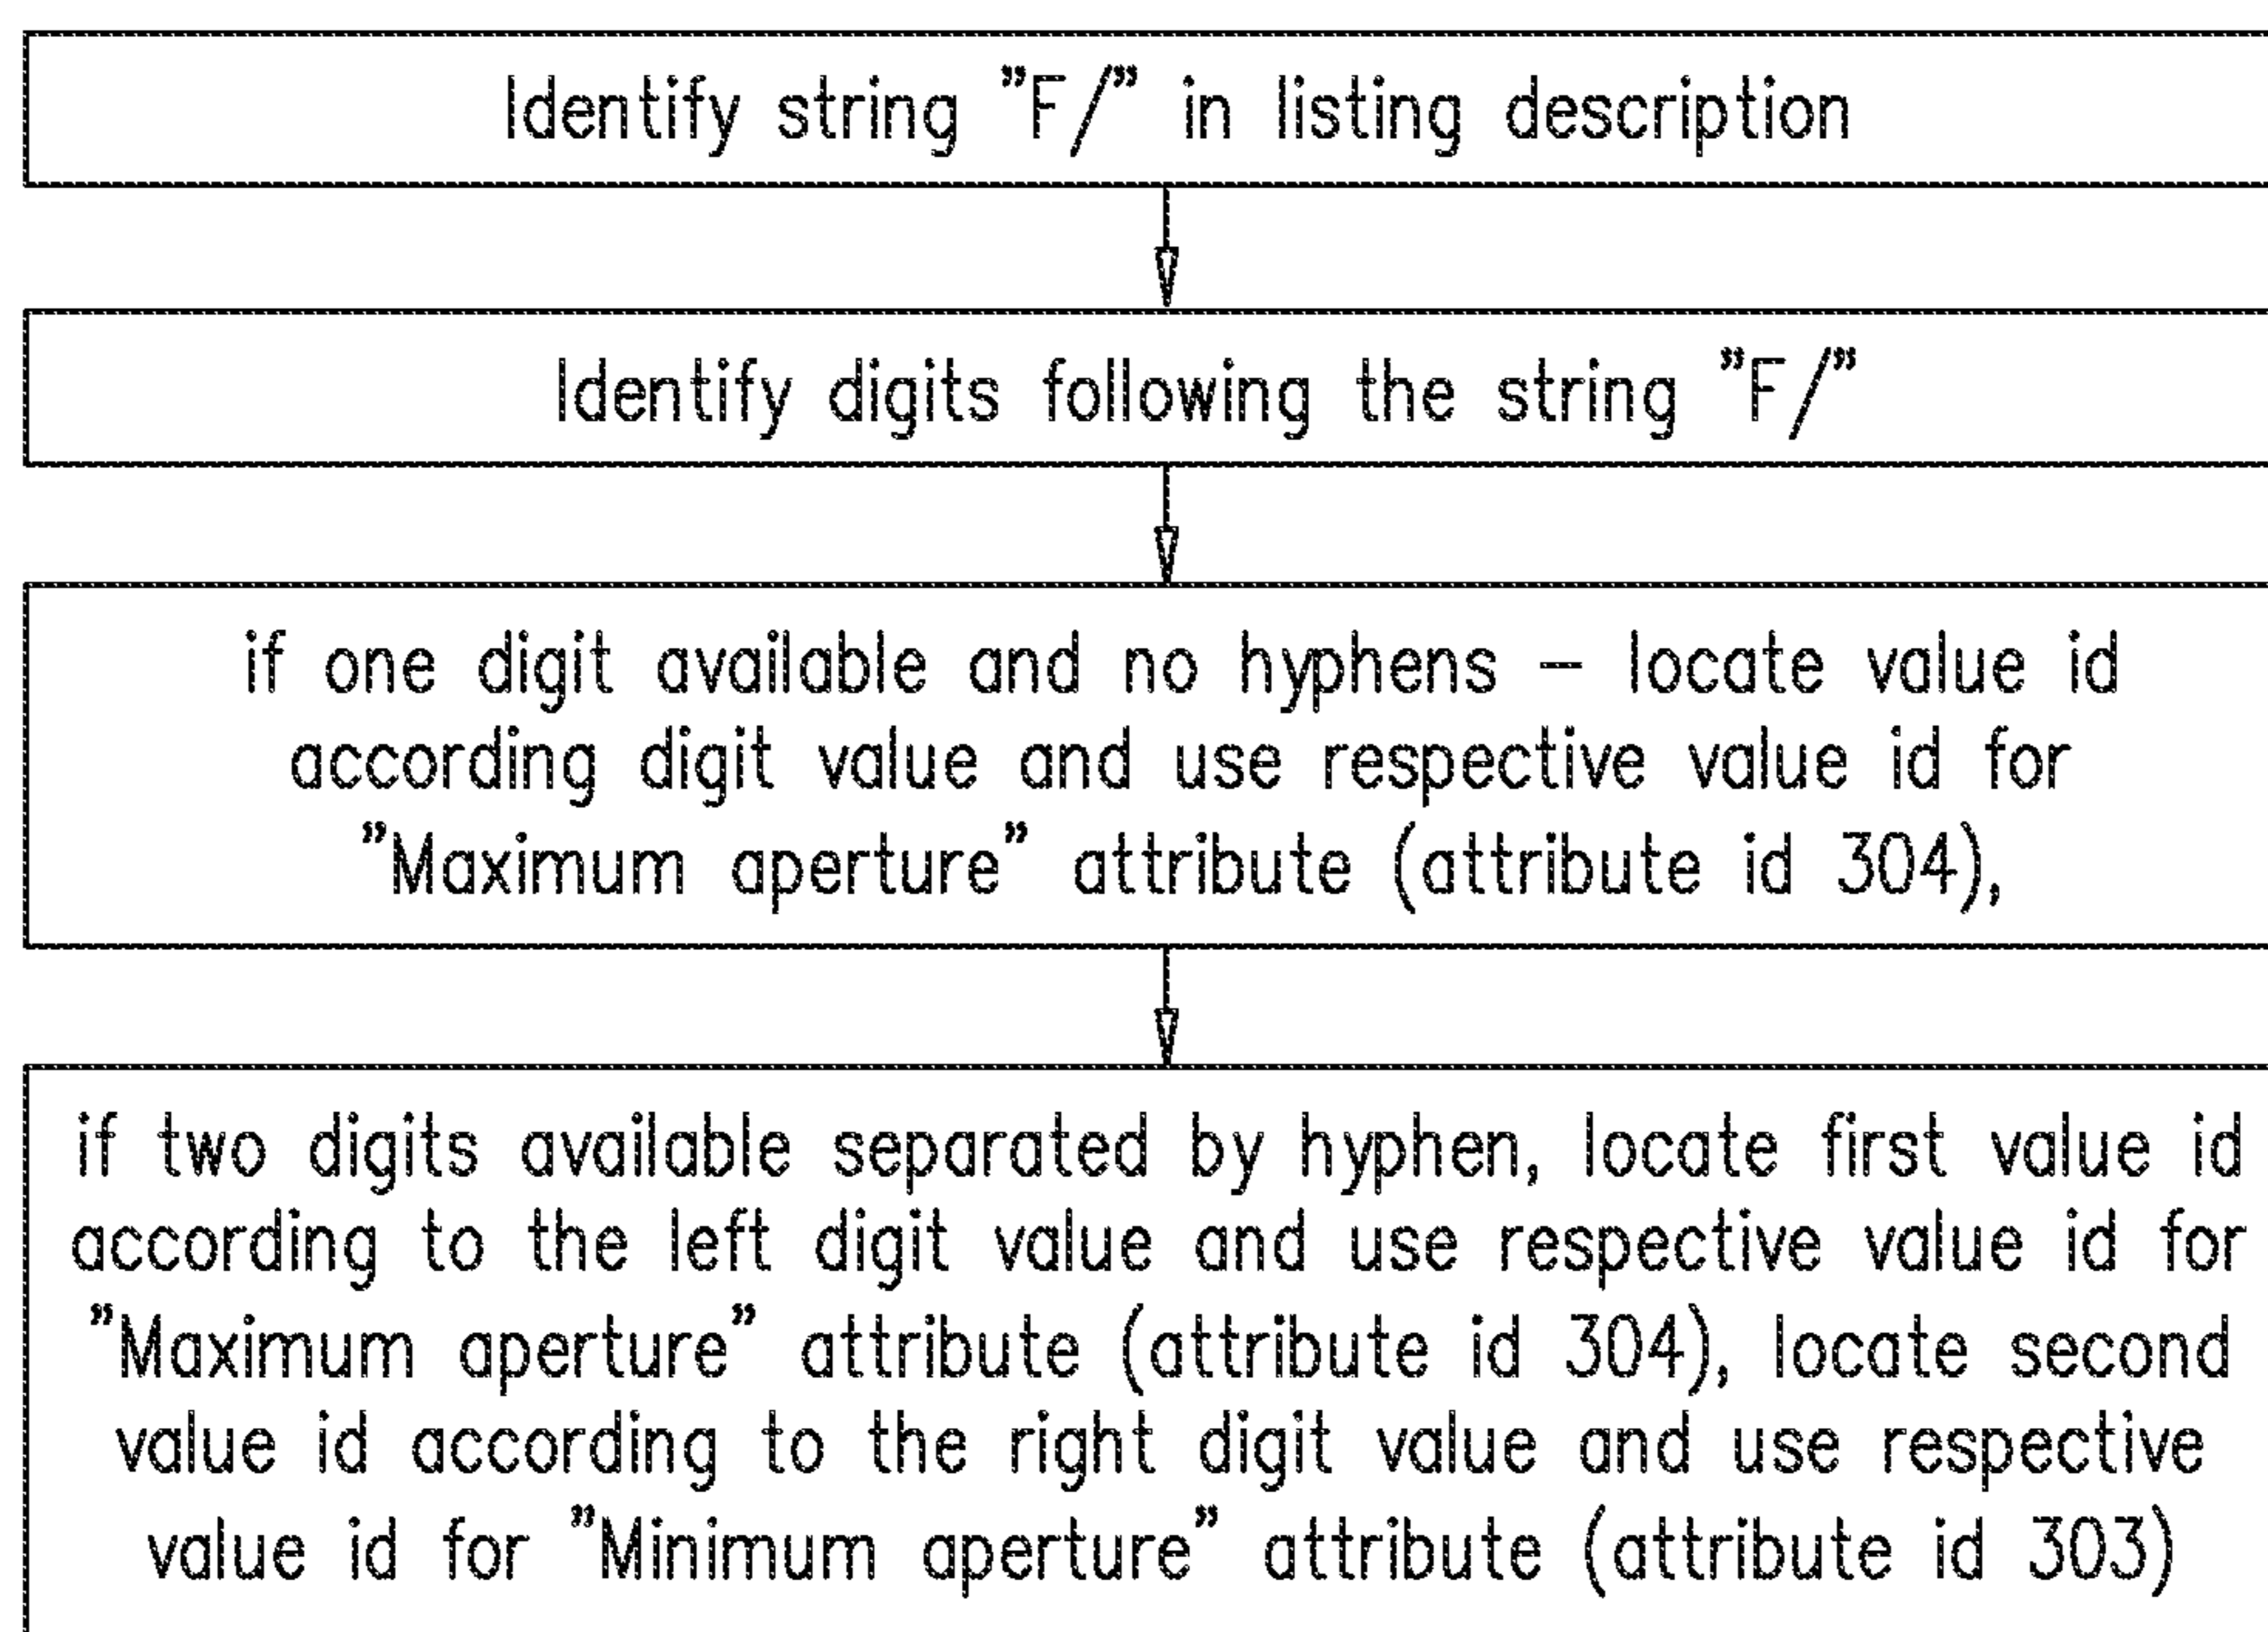 Identify string "F/" in listing description
Identify digits following the string "F/"
if one digit available and no hyphens – locate value id
according digit value and use respective value id for
"Maximum aperture" attribute (attribute id 304),
if two digits available separated by hyphen, locate first value id
according to the left digit value and use respective value id for
"Maximum aperture" attribute (attribute id 304), locate second
value id according to the right digit value and use respective
value id for "Minimum aperture" attribute (attribute id 303)